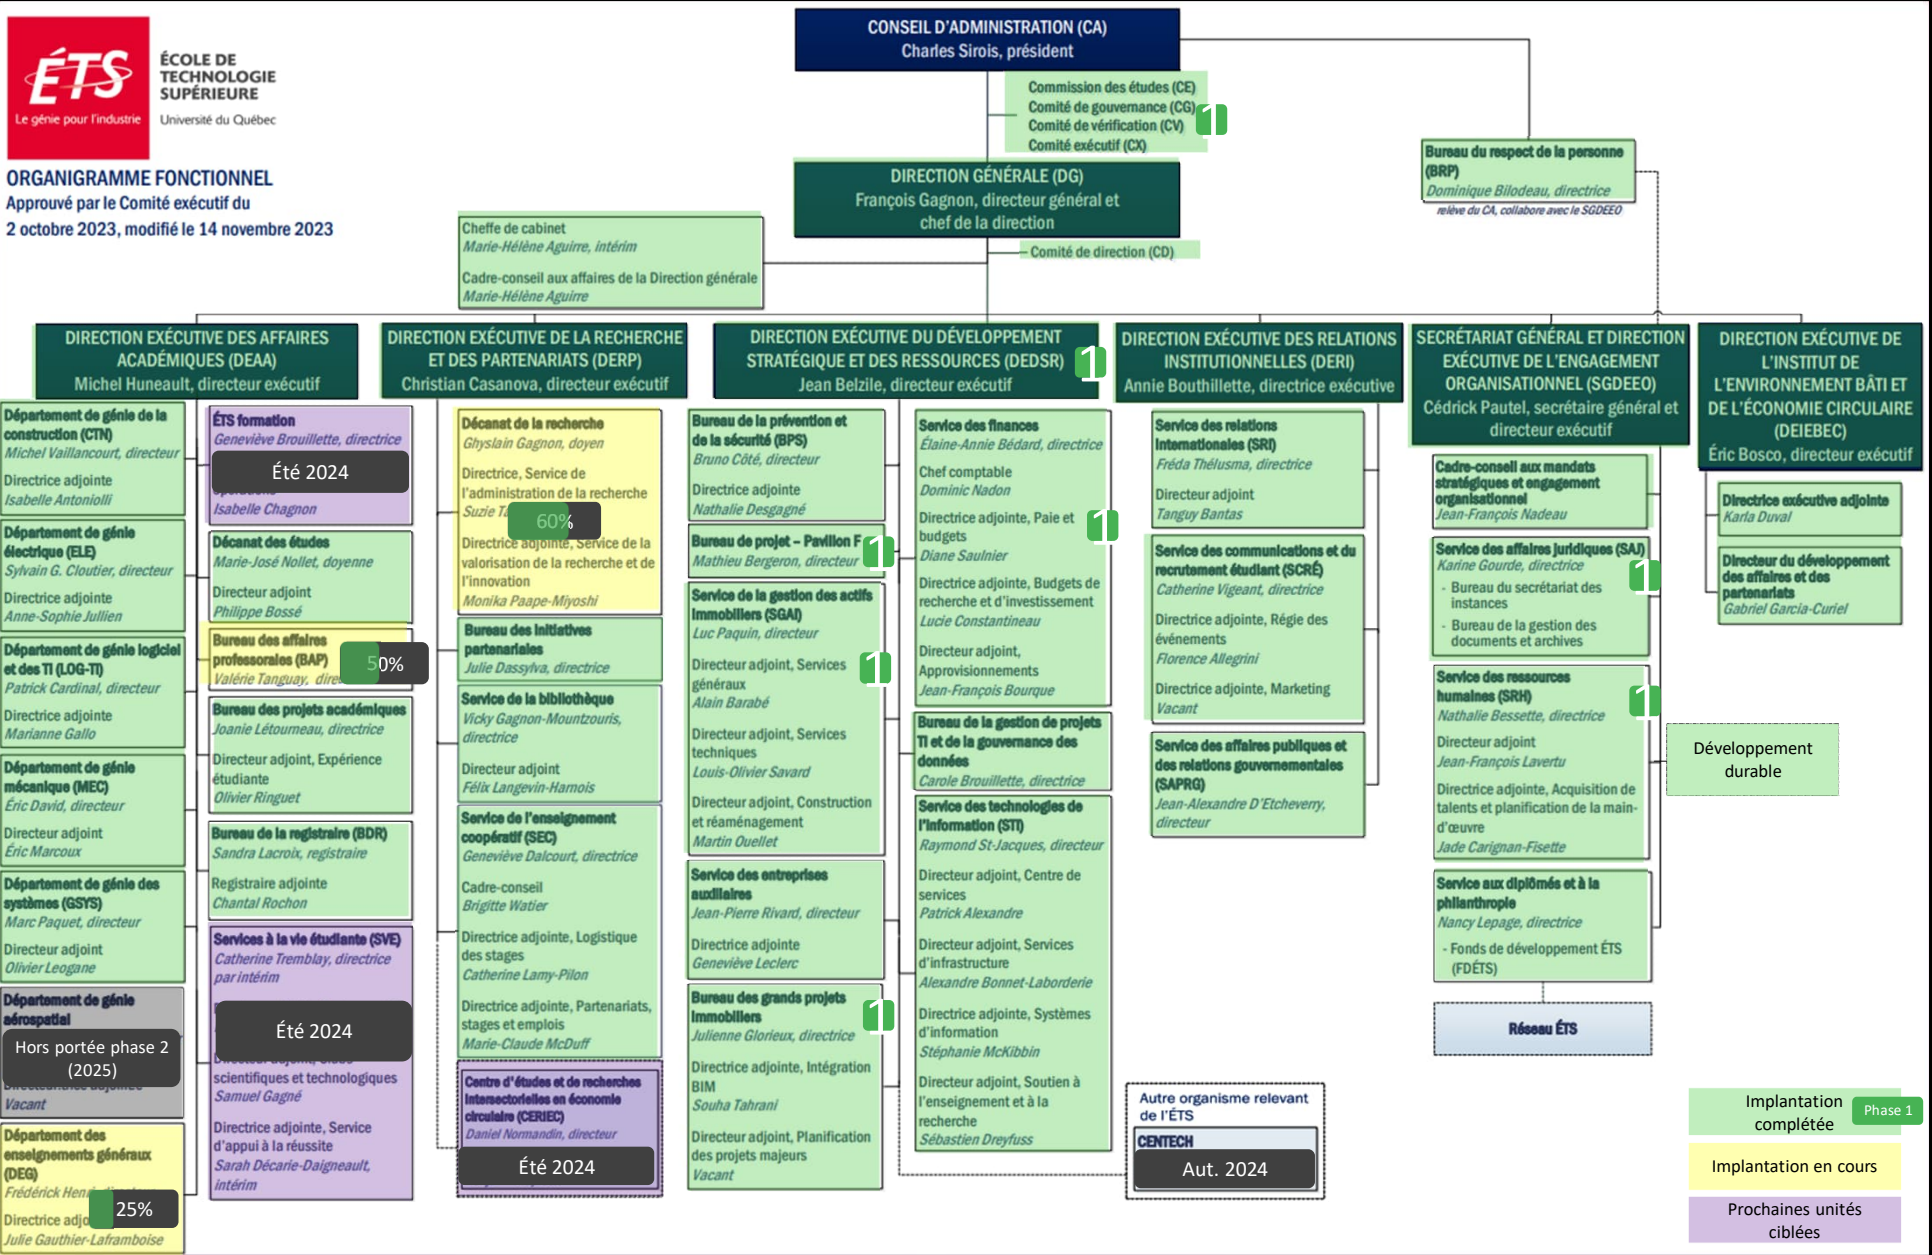 ÉTS
Le génie pour l'industrie
ÉCOLE DE
TECHNOLOGIE
SUPÉRIEURE
Université du Québec
ORGANIGRAMME FONCTIONNEL
Approuvé par le Comité exécutif du
2 octobre 2023, modifié le 14 novembre 2023
CONSEIL D'ADMINISTRATION (CA)
Charles Sirois, président
Commission des études (CE)
Comité de gouvernance (CG)
Comité de vérification (CV)
Comité exécutif (CX)
1
Bureau du respect de la personne
(BRP)
Dominique Bilodeau, directrice
relève du CA, collabore avec le SGDEEO
DIRECTION GÉNÉRALE (DG)
François Gagnon, directeur général et
chef de la direction
Comité de direction (CD)
Cheffe de cabinet
Marie-Hélène Aguirre, intérim
Cadre-conseil aux affaires de la Direction générale
Marie-Hélène Aguirre
DIRECTION EXÉCUTIVE DES AFFAIRES
ACADÉMIQUES (DEAA)
Michel Huneault, directeur exécutif
Département de génie de la
construction (CTN)
Michel Vaillancourt, directeur
Directrice adjointe
Isabelle Antoniolli
Département de génie
électrique (ELE)
Sylvain G. Cloutier, directeur
Directrice adjointe
Anne-Sophie Jullien
Département de génie logiciel
et des TI (LOG-TI)
Patrick Cardinal, directeur
Directrice adjointe
Marianne Gallo
Département de génie
mécanique (MEC)
Éric David, directeur
Directeur adjoint
Éric Marcoux
Département de génie des
systèmes (GSYS)
Marc Paquet, directeur
Directeur adjoint
Olivier Leogane
Département de génie
aérospatial
Hors portée phase 2
(2025)
Vacant
Département des
enseignements généraux
(DEG)
Frédérick
25%
Directrice
Julie Gauthier-Laframboise
ÉTS formation
Geneviève Brouillette, directrice
Été 2024
Isabelle Chagnon
Décanat des études
Marie-José Nollet, doyenne
Directeur adjoint
Philippe Bossé
Bureau des affaires
professorales (BAP)
Valérie Tanguay,
50%
Bureau des projets académiques
Joanie Létourneau, directrice
Directeur adjoint, Expérience
étudiante
Olivier Ringuet
Bureau de la registraire (BDR)
Sandra Lacroix, registraire
Registraire adjointe
Chantal Rochon
Services à la vie étudiante (SVE)
Catherine Tremblay, directrice
par intérim
Été 2024
scientifiques et technologiques
Samuel Gagné
Directrice adjointe, Service
d'appui à la réussite
Sarah Décarie-Daigneault,
intérim
DIRECTION EXÉCUTIVE DE LA RECHERCHE
ET DES PARTENARIATS (DERP)
Christian Casanova, directeur exécutif
Décanat de la recherche
Ghyslain Gagnon, doyen
Directrice, Service de
l'administration de la recherche
Suzie
60%
Directrice adjointe, Service de la
valorisation de la recherche et de
l'innovation
Monika Paape-Miyoshi
Bureau des initiatives
partenariales
Julie Dassylva, directrice
Service de la bibliothèque
Vicky Gagnon-Mountzouris,
directrice
Directeur adjoint
Félix Langevin-Harnois
Service de l'enseignement
coopératif (SEC)
Geneviève Dalcourt, directrice
Cadre-conseil
Brigitte Watier
Directrice adjointe, Logistique
des stages
Catherine Lamy-Pilon
Directrice adjointe, Partenariats,
stages et emplois
Marie-Claude McDuff
Centre d'études et de recherches
intersectorielles en économie
circulaire (CERIEC)
Daniel Normandin, directeur
Été 2024
DIRECTION EXÉCUTIVE DU DÉVELOPPEMENT
STRATÉGIQUE ET DES RESSOURCES (DEDSR)
Jean Belzile, directeur exécutif
1
Bureau de la prévention et
de la sécurité (BPS)
Bruno Côté, directeur
Directrice adjointe
Nathalie Desgagné
Bureau de projet – Pavillon F
Mathieu Bergeron, directeur
1
Service de la gestion des actifs
immobiliers (SGAI)
Luc Paquin, directeur
Directeur adjoint, Services
généraux
Alain Barabé
1
Directeur adjoint, Services
techniques
Louis-Olivier Savard
Directeur adjoint, Construction
et réaménagement
Martin Ouellet
Service des entreprises
auxiliaires
Jean-Pierre Rivard, directeur
Directrice adjointe
Geneviève Leclerc
Bureau des grands projets
immobiliers
Julienne Glorieux, directrice
1
Directrice adjointe, Intégration
BIM
Souha Tahrani
Directeur adjoint, Planification
des projets majeurs
Vacant
Service des finances
Élaine-Annie Bédard, directrice
Chef comptable
Dominic Nadon
Directrice adjointe, Paie et
budgets
Diane Saulnier
1
Directrice adjointe, Budgets de
recherche et d'investissement
Lucie Constantineau
Directeur adjoint,
Approvisionnements
Jean-François Bourque
Bureau de la gestion de projets
TI et de la gouvernance des
données
Carole Brouillette, directrice
Service des technologies de
l'information (STI)
Raymond St-Jacques, directeur
Directeur adjoint, Centre de
services
Patrick Alexandre
Directeur adjoint, Services
d'infrastructure
Alexandre Bonnet-Laborderie
Directrice adjointe, Systèmes
d'information
Stéphanie McKibbin
Directeur adjoint, Soutien à
l'enseignement et à la
recherche
Sébastien Dreyfuss
DIRECTION EXÉCUTIVE DES RELATIONS
INSTITUTIONNELLES (DERI)
Annie Bouthillette, directrice exécutive
Service des relations
internationales (SRI)
Fréda Thélusma, directrice
Directeur adjoint
Tanguy Bantas
Service des communications et du
recrutement étudiant (SCRÉ)
Catherine Vigeant, directrice
Directrice adjointe, Régie des
événements
Florence Allegrini
Directrice adjointe, Marketing
Vacant
Service des affaires publiques et
des relations gouvernementales
(SAPRG)
Jean-Alexandre D'Etcheverry,
directeur
Autre organisme relevant
de l'ÉTS
CENTECH
Aut. 2024
SECRÉTARIAT GÉNÉRAL ET DIRECTION
EXÉCUTIVE DE L'ENGAGEMENT
ORGANISATIONNEL (SGDEEO)
Cédrick Pautel, secrétaire général et
directeur exécutif
Cadre-conseil aux mandats
stratégiques et engagement
organisationnel
Jean-François Nadeau
Service des affaires juridiques (SAJ)
Karine Gourde, directrice
1
- Bureau du secrétariat des
instances
- Bureau de la gestion des
documents et archives
Service des ressources
humaines (SRH)
Nathalie Bessette, directrice
1
Directeur adjoint
Jean-François Lavertu
Directrice adjointe, Acquisition de
talents et planification de la main-
d'œuvre
Jade Carignan-Fisette
Service aux diplômés et à la
philanthropie
Nancy Lepage, directrice
- Fonds de développement ÉTS
(FDÉTS)
Réseau ÉTS
Développement
durable
DIRECTION EXÉCUTIVE DE
L'INSTITUT DE
L'ENVIRONNEMENT BÂTI ET
DE L'ÉCONOMIE CIRCULAIRE
(DEIEBEC)
Éric Bosco, directeur exécutif
Directrice exécutive adjointe
Karla Duval
Directeur du développement
des affaires et des
partenariats
Gabriel Garcia-Curiel
Implantation
complétée
Phase 1
Implantation en cours
Prochaines unités
ciblées